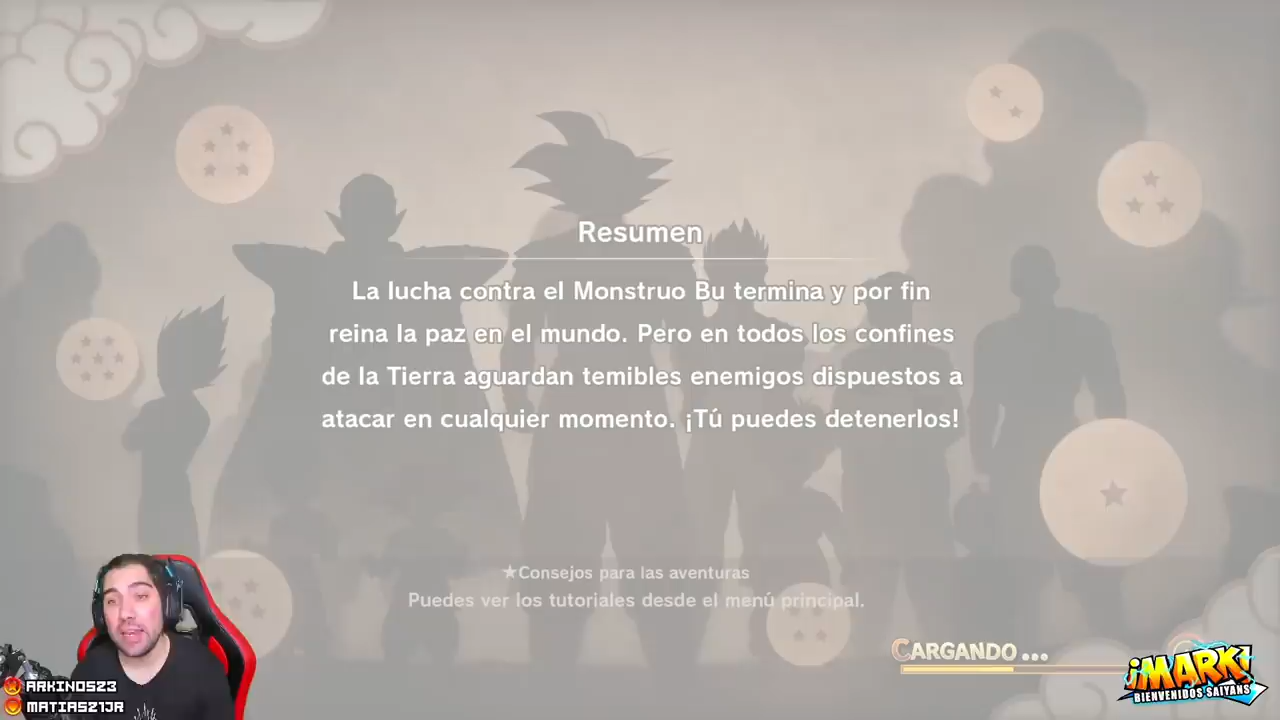 Resumen
La lucha contra el Monstruo Bu termina y por fin
reina la paz en el mundo. Pero en todos los confines
de la Tierra aguardan temibles enemigos dispuestos a
atacar en cualquier momento. ¡Tú puedes detenerlos!
★Consejos para las aventuras
Puedes ver los tutoriales desde el menú principal.
CARGANDO...
ARKINOS23
MATIAS21JR
¡MARK!
BIENVENIDOS SAIYANS